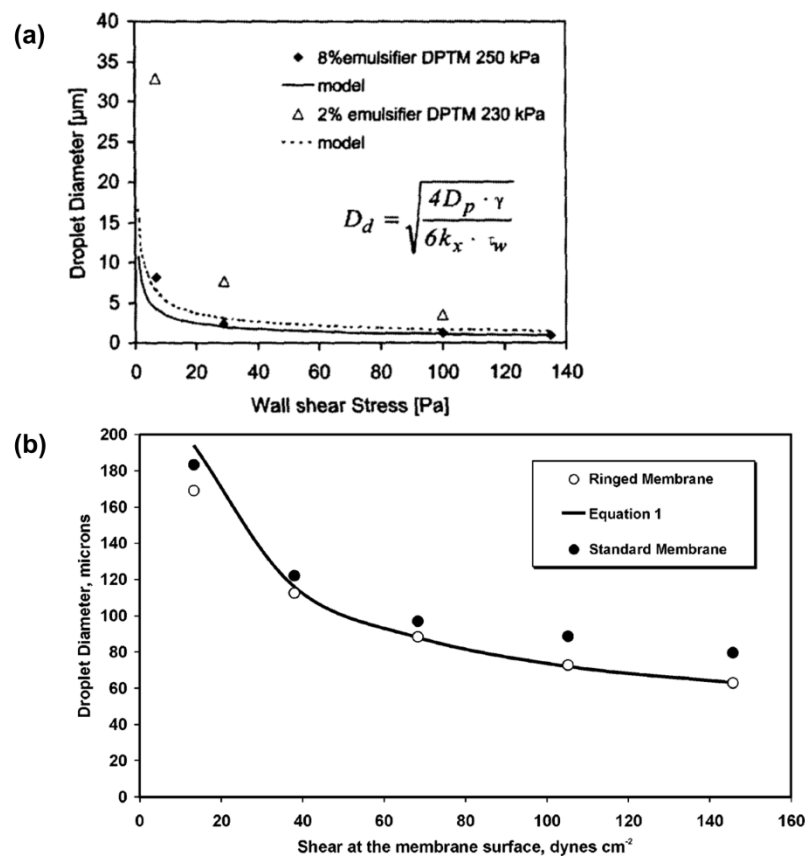 (a)
40
35
30
25
20
15
10
5
0
Droplet Diameter [µm]
◆ 8%emulsifier DPTM 250 kPa
model
△ 2% emulsifier DPTM 230 kPa
model
D_d = √(4D_p · γ / 6k_x · τ_w)
0 20 40 60 80 100 120 140
Wall shear Stress [Pa]
(b)
200
180
160
140
120
100
80
60
40
20
0
Droplet Diameter, microns
Ringed Membrane
Equation 1
Standard Membrane
0 20 40 60 80 100 120 140 160
Shear at the membrane surface, dynes cm⁻²